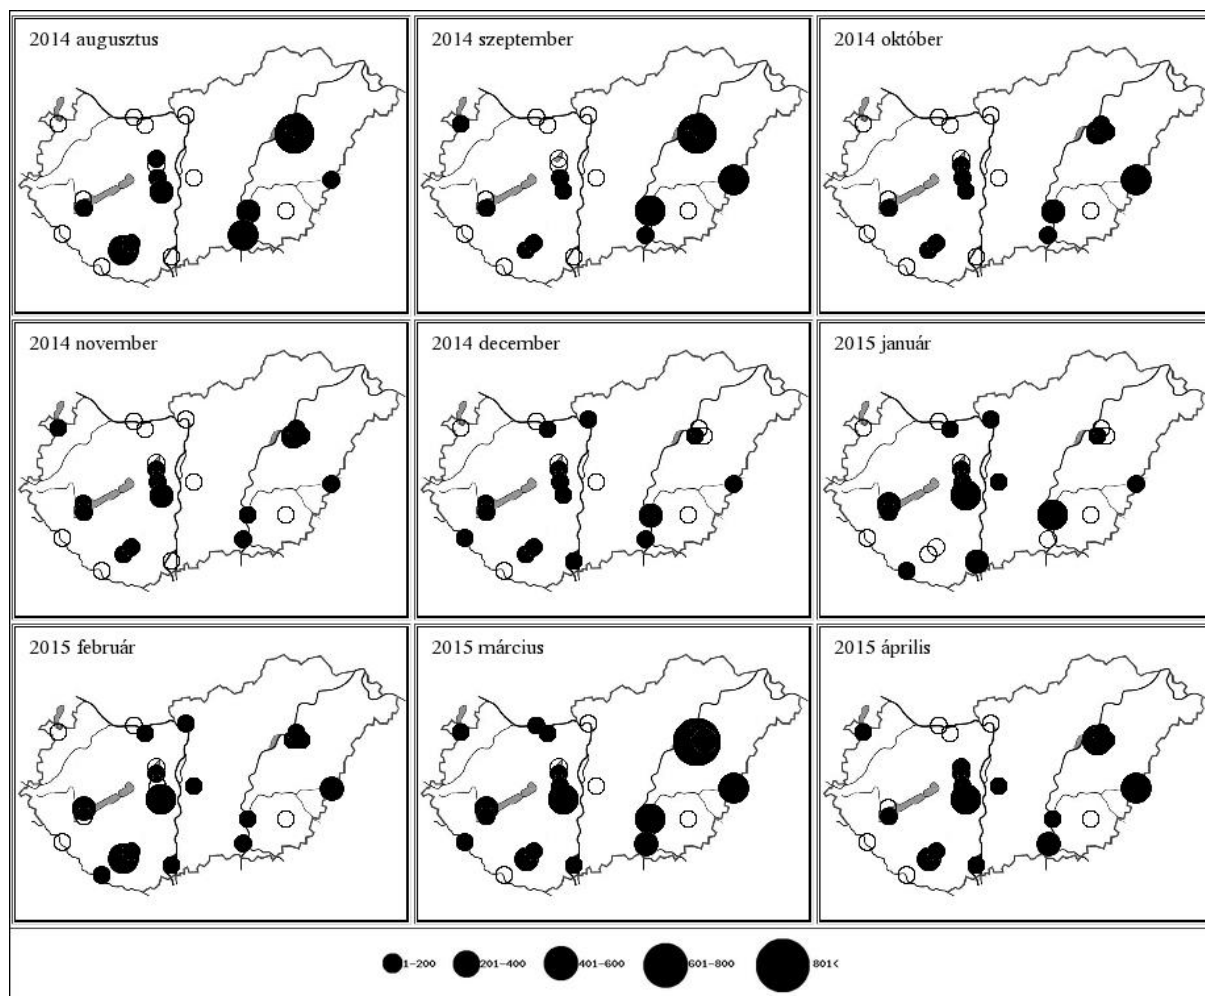 2014 augusztus
2014 szeptember
2014 október
2014 november
2014 december
2015 január
2015 február
2015 március
2015 április
1-200 201-400 401-600 601-800 801<